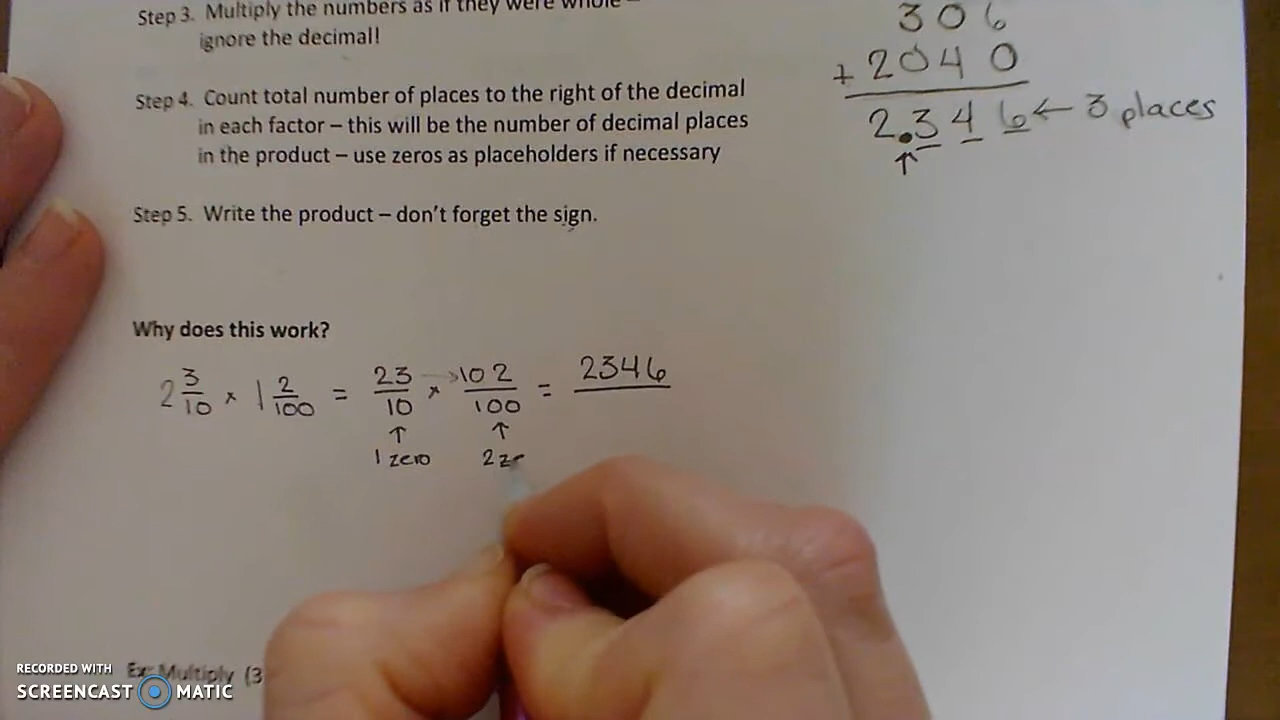 Step 3. Multiply the numbers as if they were whole –
ignore the decimal!
Step 4. Count total number of places to the right of the decimal
in each factor – this will be the number of decimal places
in the product – use zeros as placeholders if necessary
Step 5. Write the product – don't forget the sign.
306
+ 2040
2.346 ← 3 places
↑
Why does this work?
2 3/10 × 1 2/100 = 23/10 × 102/100 = 2346
↑ ↑
1 zero 2
Ex: Multiply (3
RECORDED WITH
SCREENCAST MATIC